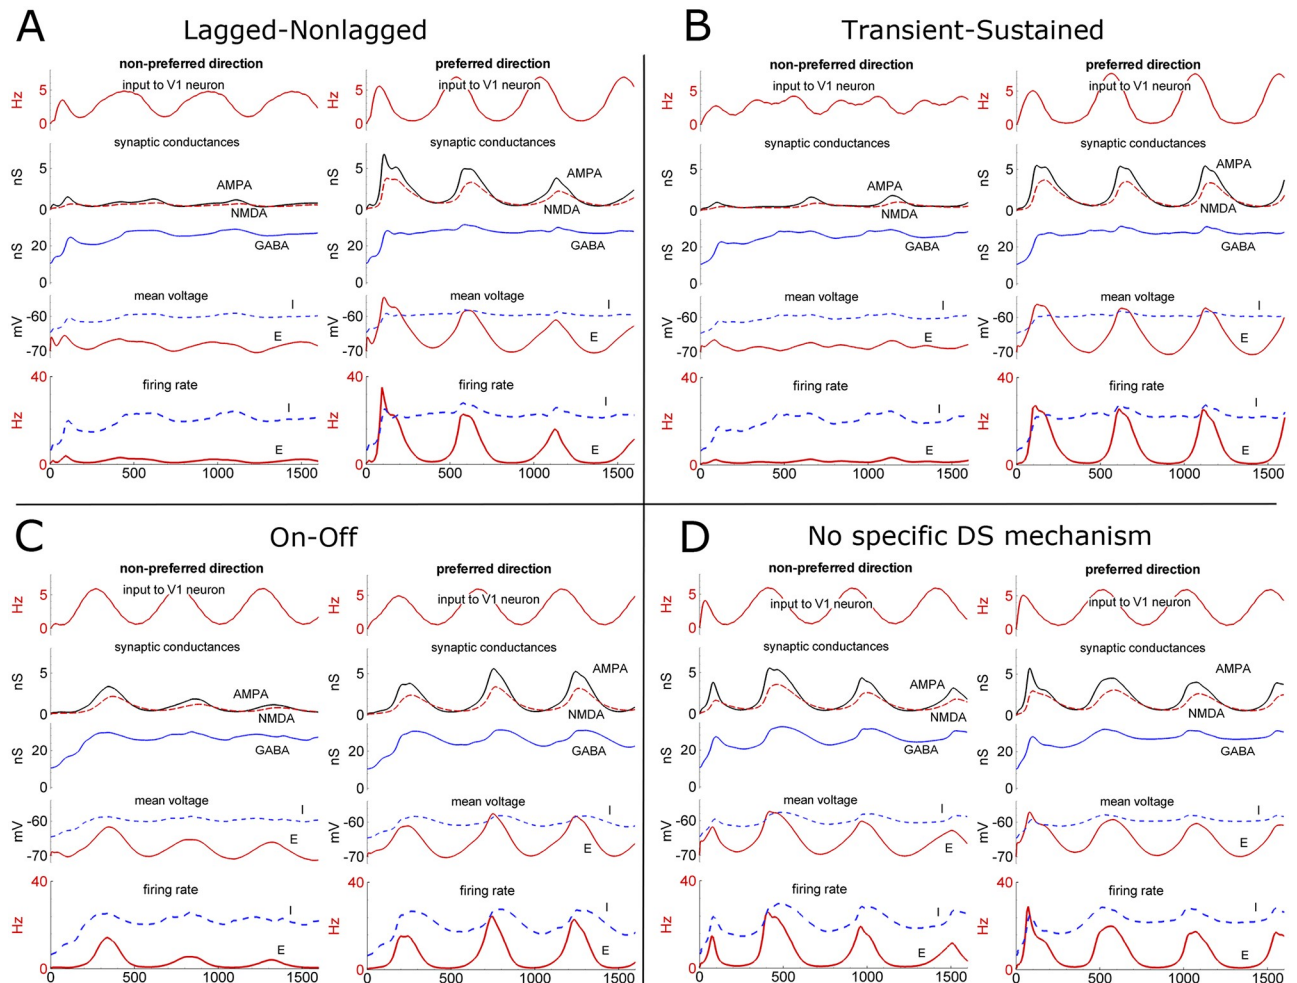 A
Lagged-Nonlagged
non-preferred direction
input to V1 neuron
Hz
5
0
synaptic conductances
nS
5
0
AMPA
NMDA
nS
20
0
GABA
mean voltage
mV
-60
-70
I
E
firing rate
Hz
40
0
I
E
0 500 1000 1500
preferred direction
input to V1 neuron
Hz
5
0
synaptic conductances
nS
5
0
AMPA
NMDA
nS
20
0
GABA
mean voltage
mV
-60
-70
I
E
firing rate
Hz
40
0
I
E
0 500 1000 1500
B
Transient-Sustained
non-preferred direction
input to V1 neuron
Hz
5
0
synaptic conductances
nS
5
0
AMPA
NMDA
nS
20
0
GABA
mean voltage
mV
-60
-70
I
E
firing rate
Hz
40
0
I
E
0 500 1000 1500
preferred direction
input to V1 neuron
Hz
5
0
synaptic conductances
nS
5
0
AMPA
NMDA
nS
20
0
GABA
mean voltage
mV
-60
-70
I
E
firing rate
Hz
40
0
I
E
0 500 1000 1500
C
On-Off
non-preferred direction
input to V1 neuron
Hz
5
0
synaptic conductances
nS
5
0
AMPA
NMDA
nS
20
0
GABA
mean voltage
mV
-60
-70
I
E
firing rate
Hz
40
0
I
E
0 500 1000 1500
preferred direction
input to V1 neuron
Hz
5
0
synaptic conductances
nS
5
0
AMPA
NMDA
nS
20
0
GABA
mean voltage
mV
-60
-70
I
E
firing rate
Hz
40
0
I
E
0 500 1000 1500
D
No specific DS mechanism
non-preferred direction
input to V1 neuron
Hz
5
0
synaptic conductances
nS
5
0
AMPA
NMDA
nS
20
0
GABA
mean voltage
mV
-60
-70
I
E
firing rate
Hz
40
0
I
E
0 500 1000 1500
preferred direction
input to V1 neuron
Hz
5
0
synaptic conductances
nS
5
0
AMPA
NMDA
nS
20
0
GABA
mean voltage
mV
-60
-70
I
E
firing rate
Hz
40
0
I
E
0 500 1000 1500